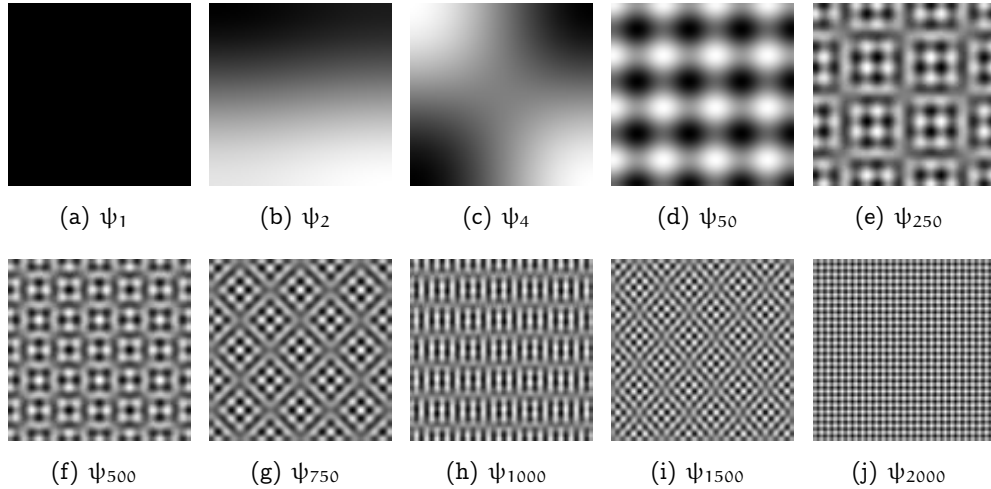 (a) ψ₁ (b) ψ₂ (c) ψ₄ (d) ψ₅₀ (e) ψ₂₅₀
(f) ψ₅₀₀ (g) ψ₇₅₀ (h) ψ₁₀₀₀ (i) ψ₁₅₀₀ (j) ψ₂₀₀₀